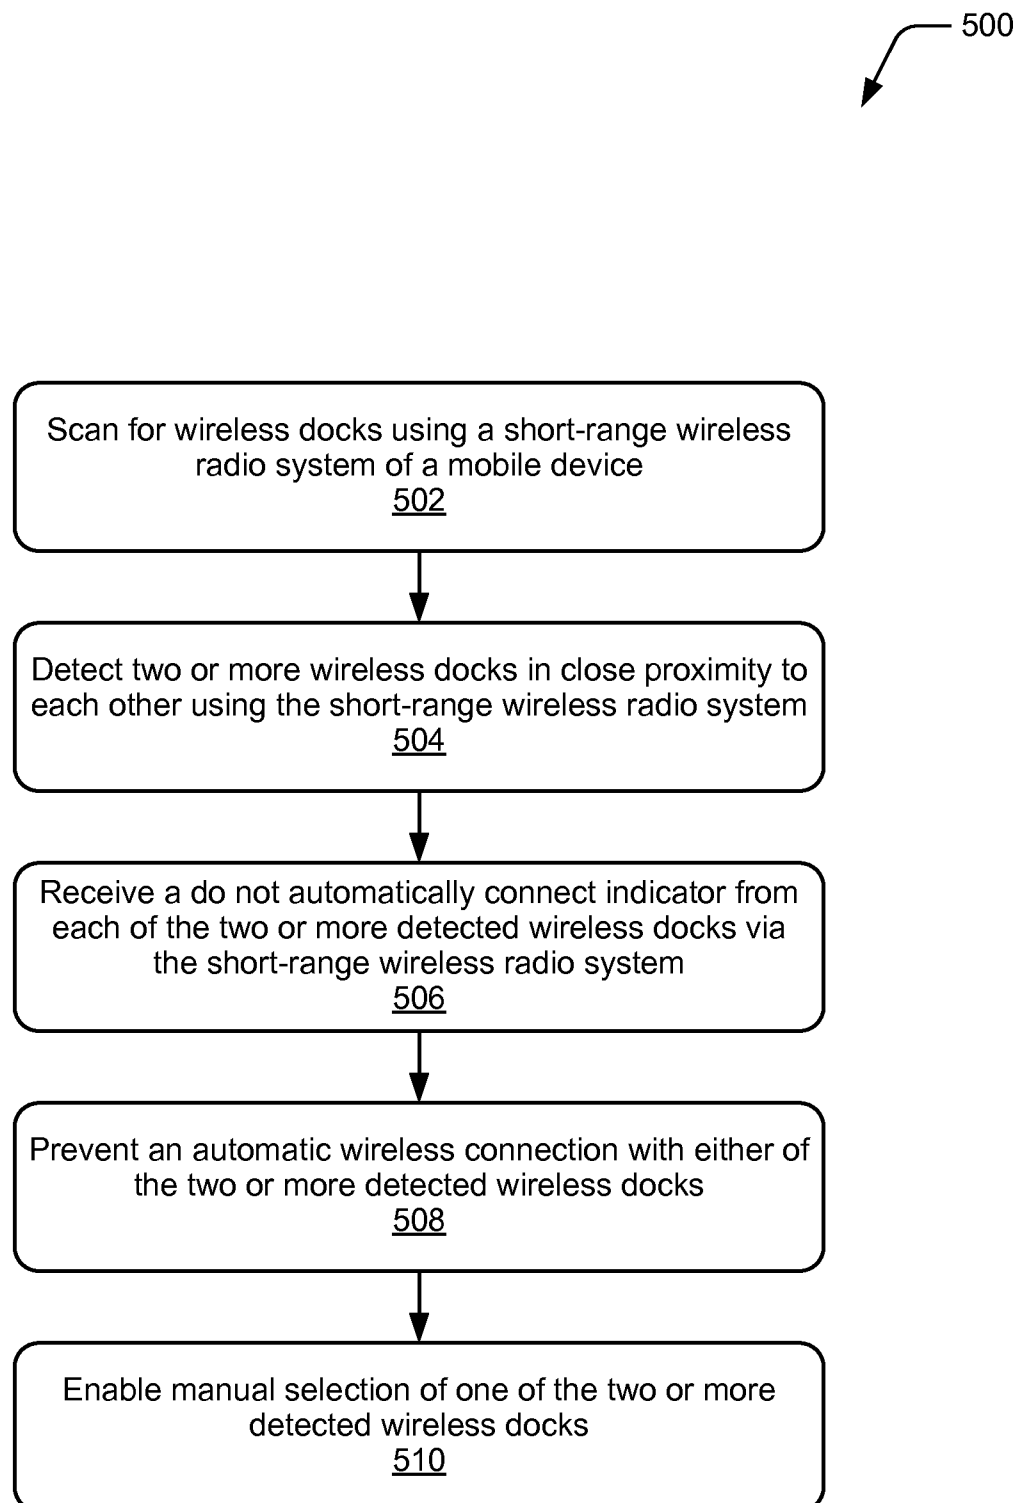 500
Scan for wireless docks using a short-range wireless
radio system of a mobile device
502
Detect two or more wireless docks in close proximity to
each other using the short-range wireless radio system
504
Receive a do not automatically connect indicator from
each of the two or more detected wireless docks via
the short-range wireless radio system
506
Prevent an automatic wireless connection with either of
the two or more detected wireless docks
508
Enable manual selection of one of the two or more
detected wireless docks
510